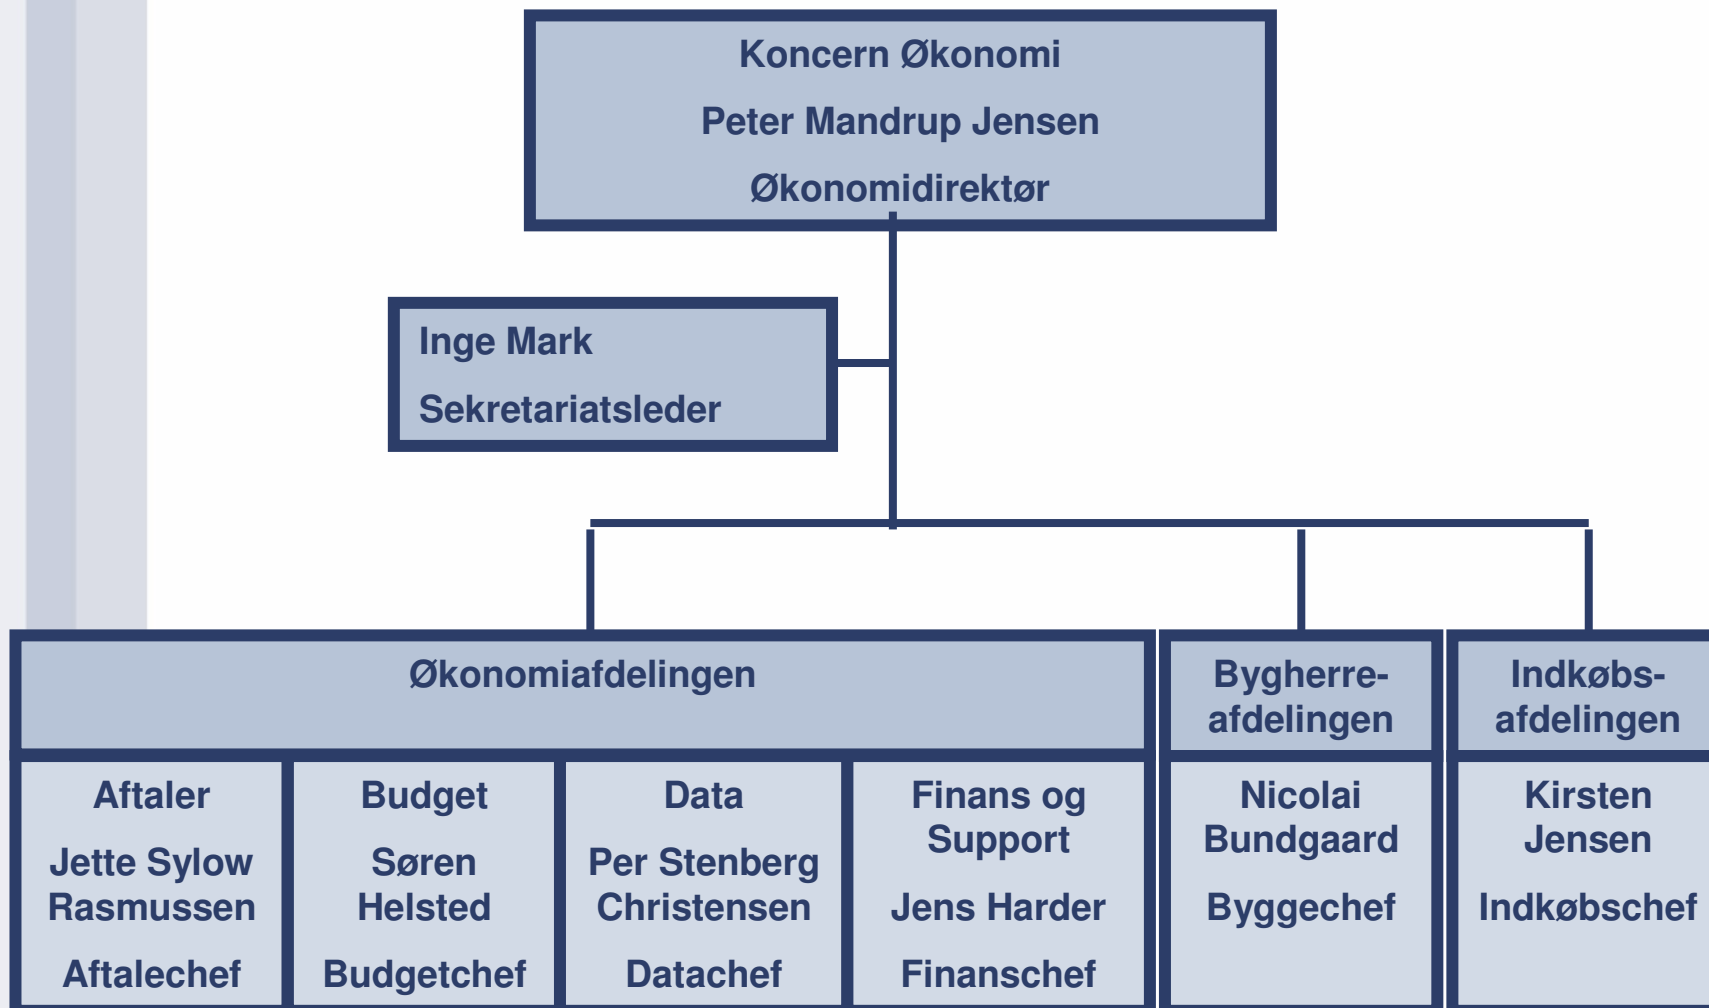 Koncern Økonomi
Peter Mandrup Jensen
Økonomidirektør
Inge Mark
Sekretariatsleder
Økonomiafdelingen
Bygherre-
afdelingen
Indkøbs-
afdelingen
Aftaler
Jette Sylow
Rasmussen
Aftalechef
Budget
Søren
Helsted
Budgetchef
Data
Per Stenberg
Christensen
Datachef
Finans og
Support
Jens Harder
Finanschef
Nicolai
Bundgaard
Byggechef
Kirsten
Jensen
Indkøbschef